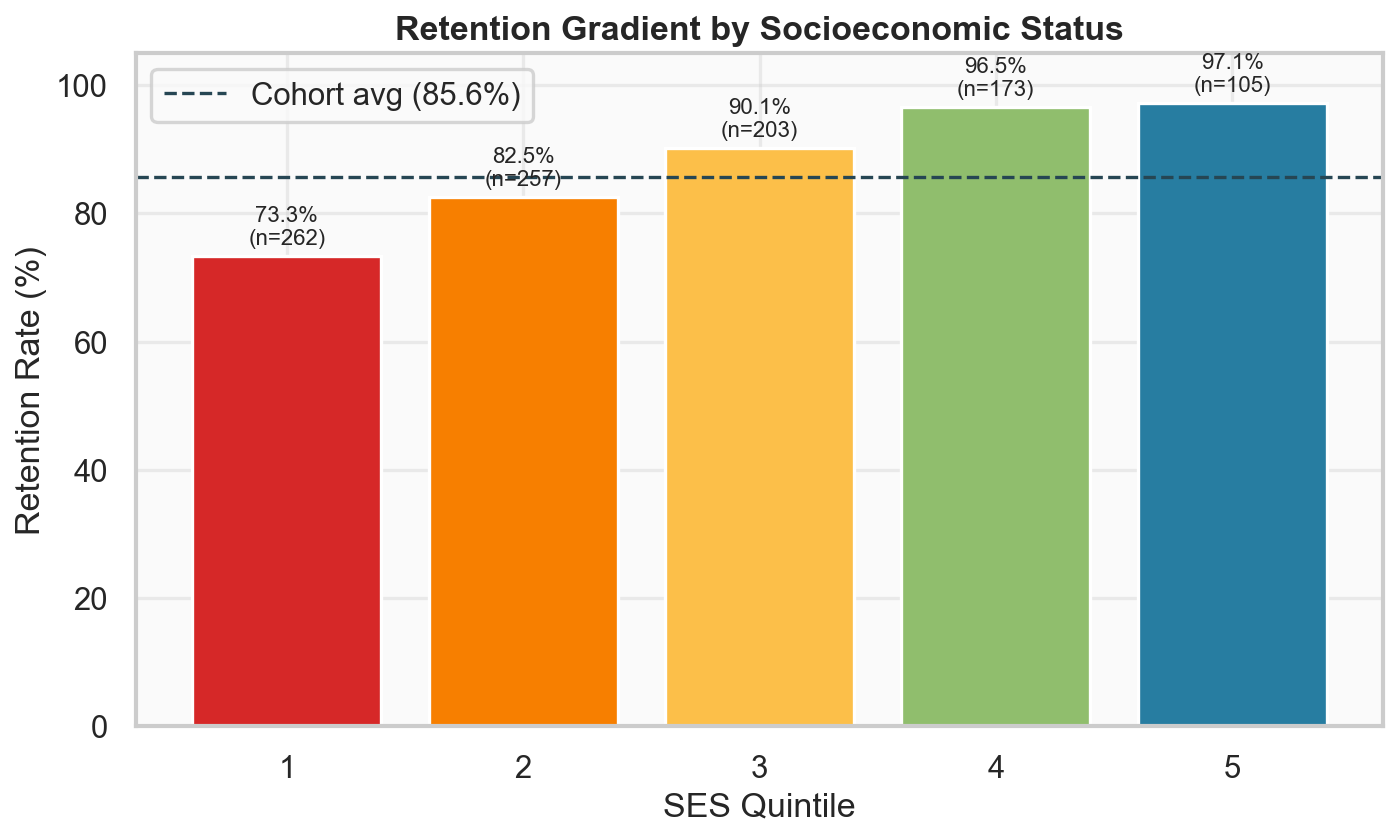 Retention Gradient by Socioeconomic Status
Cohort avg (85.6%)
Retention Rate (%)
100
80
60
40
20
0
73.3%
(n=262)
82.5%
(n=257)
90.1%
(n=203)
96.5%
(n=173)
97.1%
(n=105)
1
2
3
4
5
SES Quintile